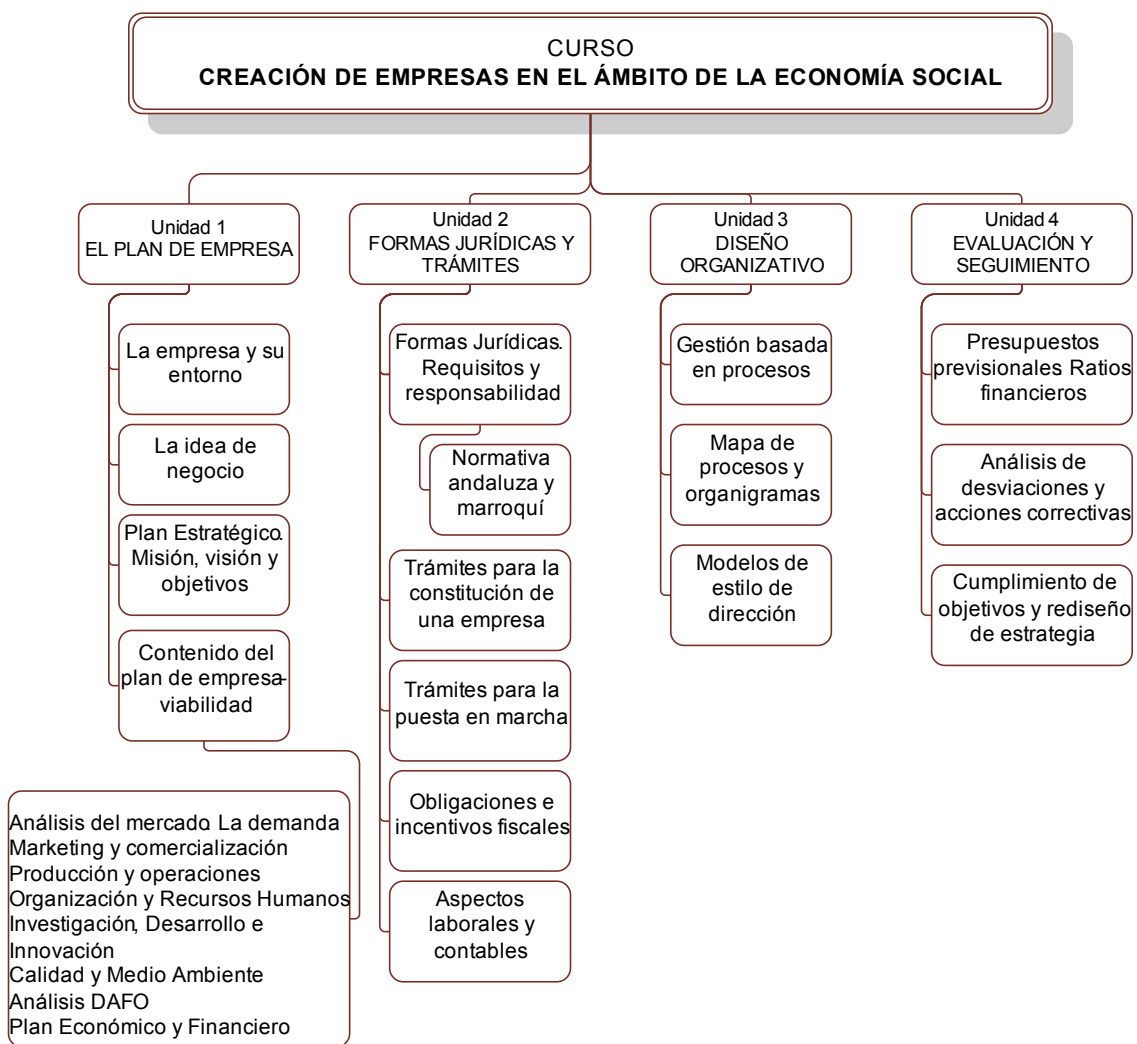 CURSO
CREACIÓN DE EMPRESAS EN EL ÁMBITO DE LA ECONOMÍA SOCIAL
Unidad 1
EL PLAN DE EMPRESA
La empresa y su
entorno
La idea de
negocio
Plan Estratégico.
Misión, visión y
objetivos
Contenido del
plan de empresa-
viabilidad
Análisis del mercado. La demanda
Marketing y comercialización
Producción y operaciones
Organización y Recursos Humanos
Investigación, Desarrollo e
Innovación
Calidad y Medio Ambiente
Análisis DAFO
Plan Económico y Financiero
Unidad 2
FORMAS JURÍDICAS Y
TRÁMITES
Formas Jurídicas.
Requisitos y
responsabilidad
Normativa
andaluza y
marroquí
Trámites para la
constitución de
una empresa
Trámites para la
puesta en marcha
Obligaciones e
incentivos fiscales
Aspectos
laborales y
contables
Unidad 3
DISEÑO
ORGANIZATIVO
Gestión basada
en procesos
Mapa de
procesos y
organigramas
Modelos de
estilo de
dirección
Unidad 4
EVALUACIÓN Y
SEGUIMIENTO
Presupuestos
previsionales Ratios
financieros
Análisis de
desviaciones y
acciones correctivas
Cumplimiento de
objetivos y rediseño
de estrategia